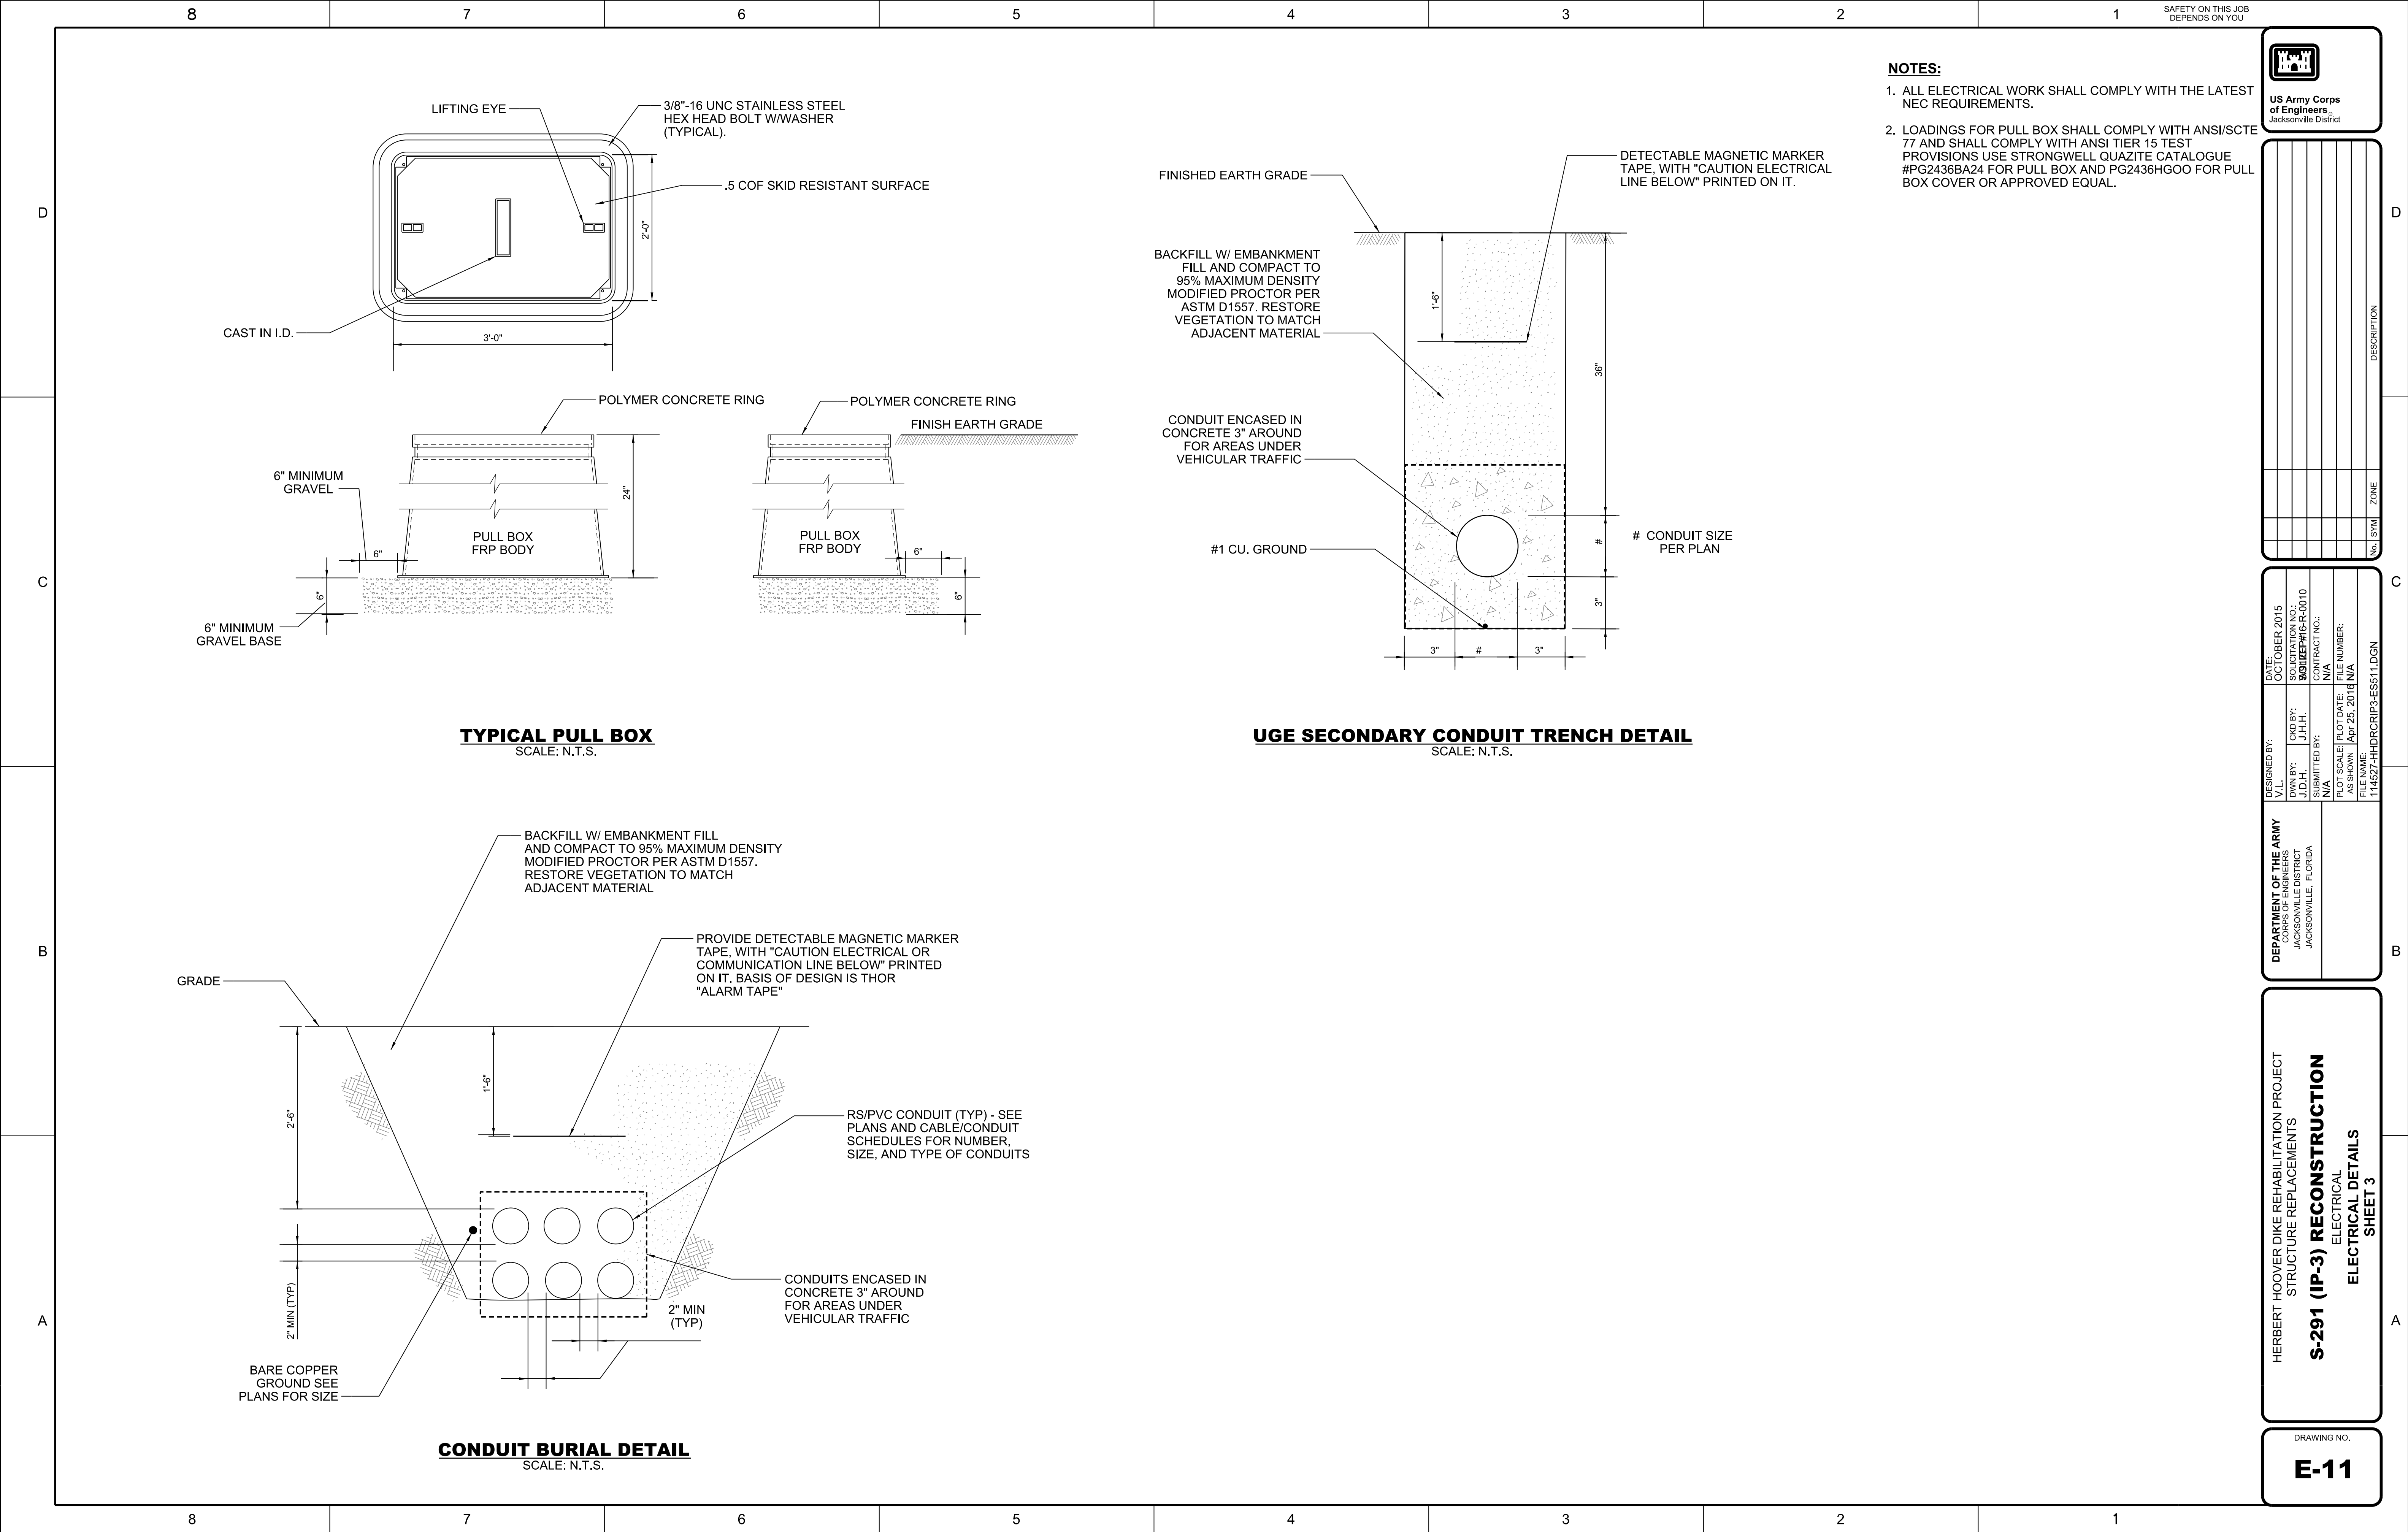 8 7 6 5 4 3 2 1
SAFETY ON THIS JOB
DEPENDS ON YOU
D
C
B
A
LIFTING EYE
3/8"-16 UNC STAINLESS STEEL
HEX HEAD BOLT W/WASHER
(TYPICAL).
.5 COF SKID RESISTANT SURFACE
2'-0"
CAST IN I.D.
3'-0"
POLYMER CONCRETE RING
POLYMER CONCRETE RING
FINISH EARTH GRADE
6" MINIMUM
GRAVEL
24"
PULL BOX
FRP BODY
PULL BOX
FRP BODY
6"
6"
6"
6"
6" MINIMUM
GRAVEL BASE
TYPICAL PULL BOX
SCALE: N.T.S.
FINISHED EARTH GRADE
DETECTABLE MAGNETIC MARKER
TAPE, WITH "CAUTION ELECTRICAL
LINE BELOW" PRINTED ON IT.
BACKFILL W/ EMBANKMENT
FILL AND COMPACT TO
95% MAXIMUM DENSITY
MODIFIED PROCTOR PER
ASTM D1557. RESTORE
VEGETATION TO MATCH
ADJACENT MATERIAL
1'-6"
36"
CONDUIT ENCASED IN
CONCRETE 3" AROUND
FOR AREAS UNDER
VEHICULAR TRAFFIC
#1 CU. GROUND
#
# CONDUIT SIZE
PER PLAN
3"
3" # 3"
UGE SECONDARY CONDUIT TRENCH DETAIL
SCALE: N.T.S.
NOTES:
1. ALL ELECTRICAL WORK SHALL COMPLY WITH THE LATEST
NEC REQUIREMENTS.
2. LOADINGS FOR PULL BOX SHALL COMPLY WITH ANSI/SCTE
77 AND SHALL COMPLY WITH ANSI TIER 15 TEST
PROVISIONS USE STRONGWELL QUAZITE CATALOGUE
#PG2436BA24 FOR PULL BOX AND PG2436HGOO FOR PULL
BOX COVER OR APPROVED EQUAL.
BACKFILL W/ EMBANKMENT FILL
AND COMPACT TO 95% MAXIMUM DENSITY
MODIFIED PROCTOR PER ASTM D1557.
RESTORE VEGETATION TO MATCH
ADJACENT MATERIAL
PROVIDE DETECTABLE MAGNETIC MARKER
TAPE, WITH "CAUTION ELECTRICAL OR
COMMUNICATION LINE BELOW" PRINTED
ON IT. BASIS OF DESIGN IS THOR
"ALARM TAPE"
GRADE
2'-6"
1'-6"
RS/PVC CONDUIT (TYP) - SEE
PLANS AND CABLE/CONDUIT
SCHEDULES FOR NUMBER,
SIZE, AND TYPE OF CONDUITS
CONDUITS ENCASED IN
CONCRETE 3" AROUND
FOR AREAS UNDER
VEHICULAR TRAFFIC
2" MIN
(TYP)
2" MIN (TYP)
BARE COPPER
GROUND SEE
PLANS FOR SIZE
CONDUIT BURIAL DETAIL
SCALE: N.T.S.
US Army Corps
of Engineers®
Jacksonville District
No. SYM ZONE DESCRIPTION
DESIGNED BY:
V.L.
DATE:
OCTOBER 2015
DWN BY:
J.D.H.
CKD BY:
J.H.H.
SOLICITATION NO.:
SUBMITTED BY:
N/A
CONTRACT NO.:
N/A
PLOT SCALE:
AS SHOWN
PLOT DATE:
Apr 25, 2016
FILE NUMBER:
N/A
FILE NAME:
114527-HHDRCRIP3-ES511.DGN
DEPARTMENT OF THE ARMY
CORPS OF ENGINEERS
JACKSONVILLE DISTRICT
JACKSONVILLE, FLORIDA
HERBERT HOOVER DIKE REHABILITATION PROJECT
STRUCTURE REPLACEMENTS
S-291 (IP-3) RECONSTRUCTION
ELECTRICAL
ELECTRICAL DETAILS
SHEET 3
DRAWING NO.
E-11
D
C
B
A
8 7 6 5 4 3 2 1